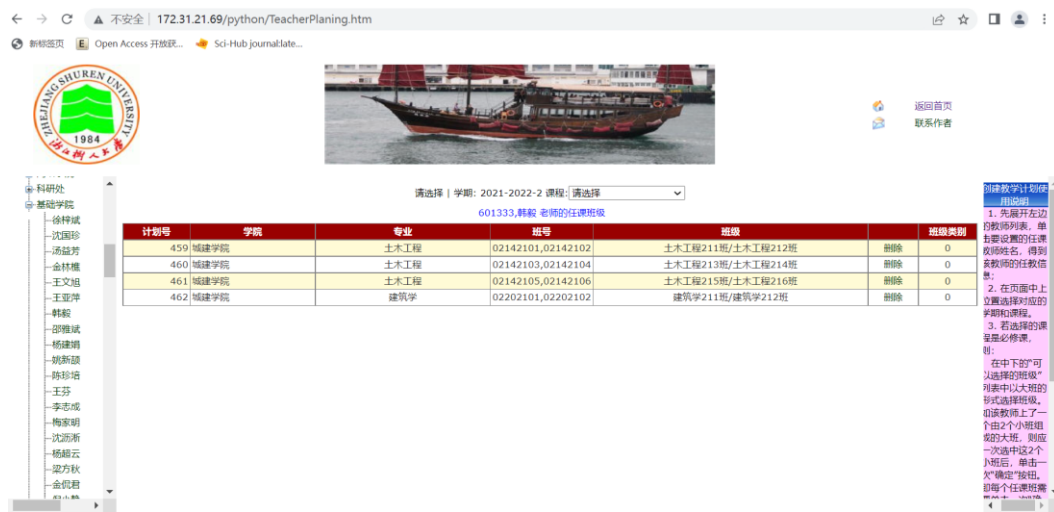 不安全 172.31.21.69/python/TeacherPlaning.htm
新标签页 Open Access 开放获... Sci-Hub journal:late...
ZHEJIANG SHUREN UNIVERSITY
1984
浙江树人大学
返回首页
联系作者
科研处
基础学院
徐梓斌
沈国珍
汤益芳
金林樵
王文旭
王亚萍
韩毅
邵雅斌
杨建娟
姚新颉
陈珍培
王芬
李志成
梅家明
沈沥淅
杨超云
梁方秋
金侃君
请选择 | 学期: 2021-2022-2 课程: 请选择
601333,韩毅 老师的任课班级
计划号 学院 专业 班号 班级 班级类别
459 城建学院 土木工程 02142101,02142102 土木工程211班/土木工程212班 删除 0
460 城建学院 土木工程 02142103,02142104 土木工程213班/土木工程214班 删除 0
461 城建学院 土木工程 02142105,02142106 土木工程215班/土木工程216班 删除 0
462 城建学院 建筑学 02202101,02202102 建筑学211班/建筑学212班 删除 0
创建教学计划使
用说明
1. 先展开左边
的教师列表, 单
击要设置的任课
教师姓名, 得到
该教师的任教信
息;
2. 在页面中上
位置选择对应的
学期和课程。
3. 若选择的课
程是必修课,
则:
在中下的"可
以选择的班级"
列表中以大班的
形式选择班级。
如该教师上了一
个由2个小班组
成的大班, 则应
一次选中这2个
小班后, 单击一
次"确定"按钮。
即每个任课班需